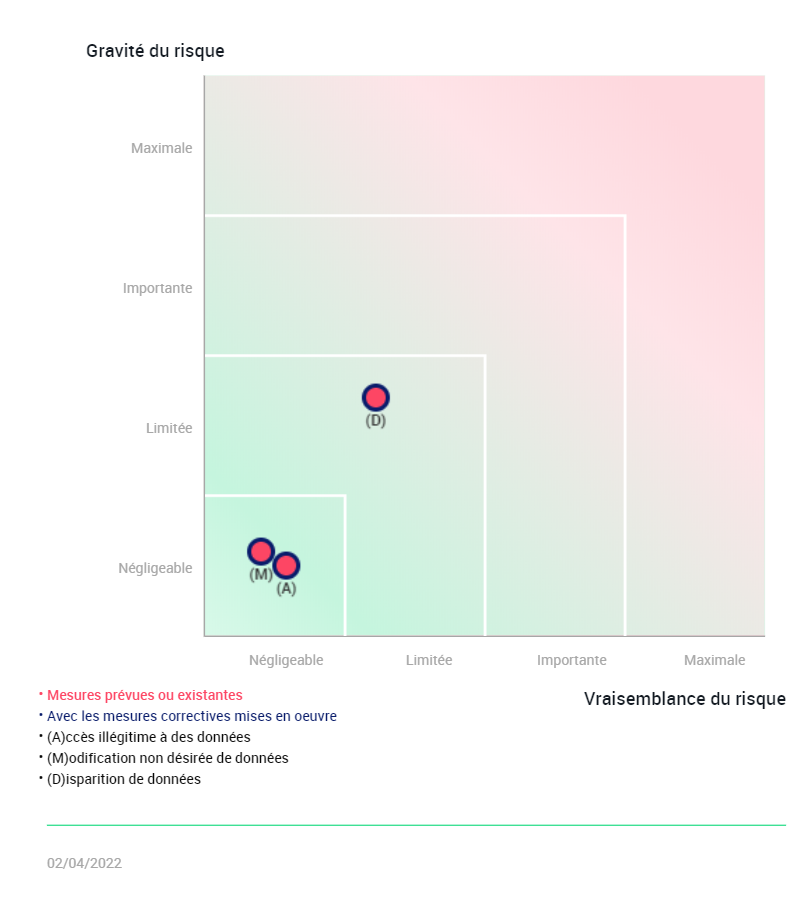 Gravité du risque
Maximale
Importante
Limitée
(D)
Négligeable
(M)
(A)
Négligeable
Limitée
Importante
Maximale
Vraisemblance du risque
• Mesures prévues ou existantes
• Avec les mesures correctives mises en oeuvre
• (A)ccès illégitime à des données
• (M)odification non désirée de données
• (D)isparition de données
02/04/2022